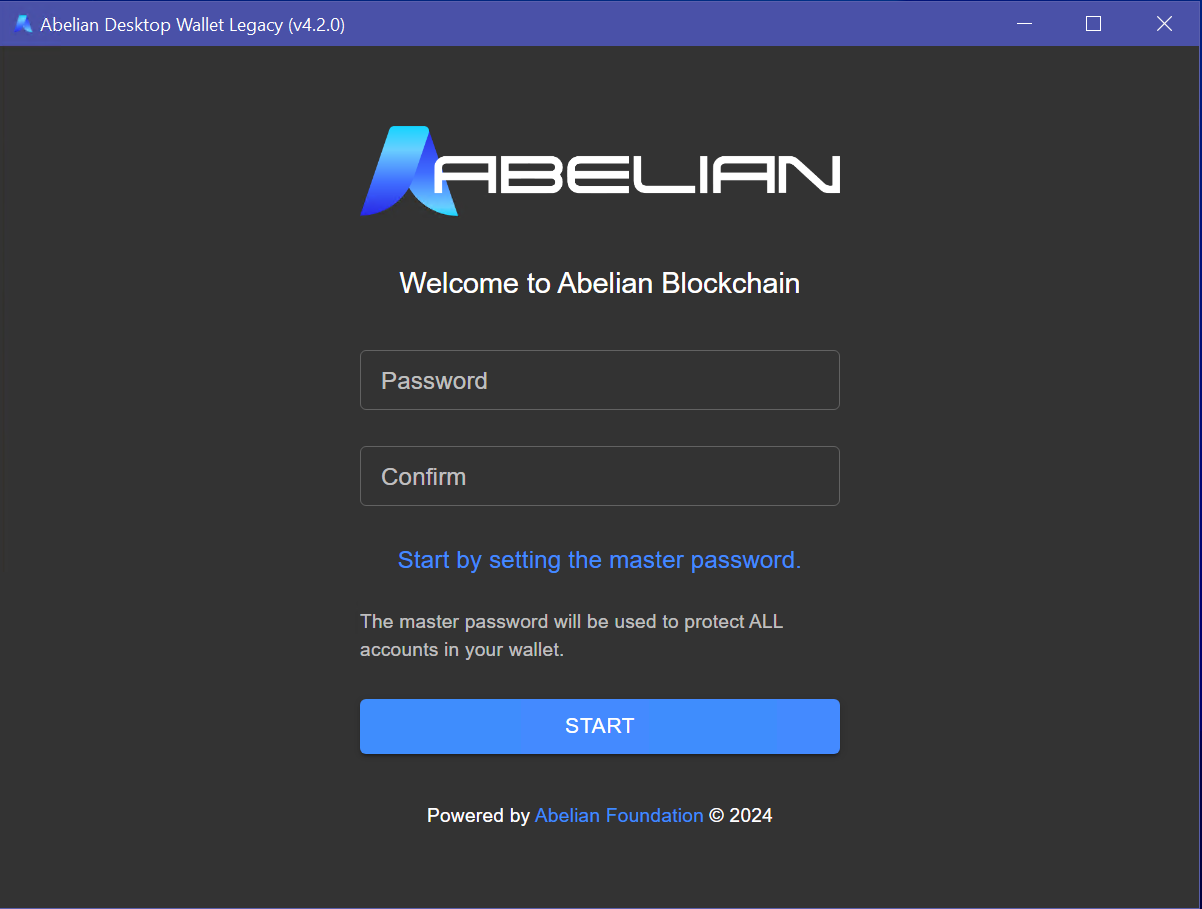 Abelian Desktop Wallet Legacy (v4.2.0)
ABELIAN
Welcome to Abelian Blockchain
Password
Confirm
Start by setting the master password.
The master password will be used to protect ALL
accounts in your wallet.
START
Powered by Abelian Foundation © 2024